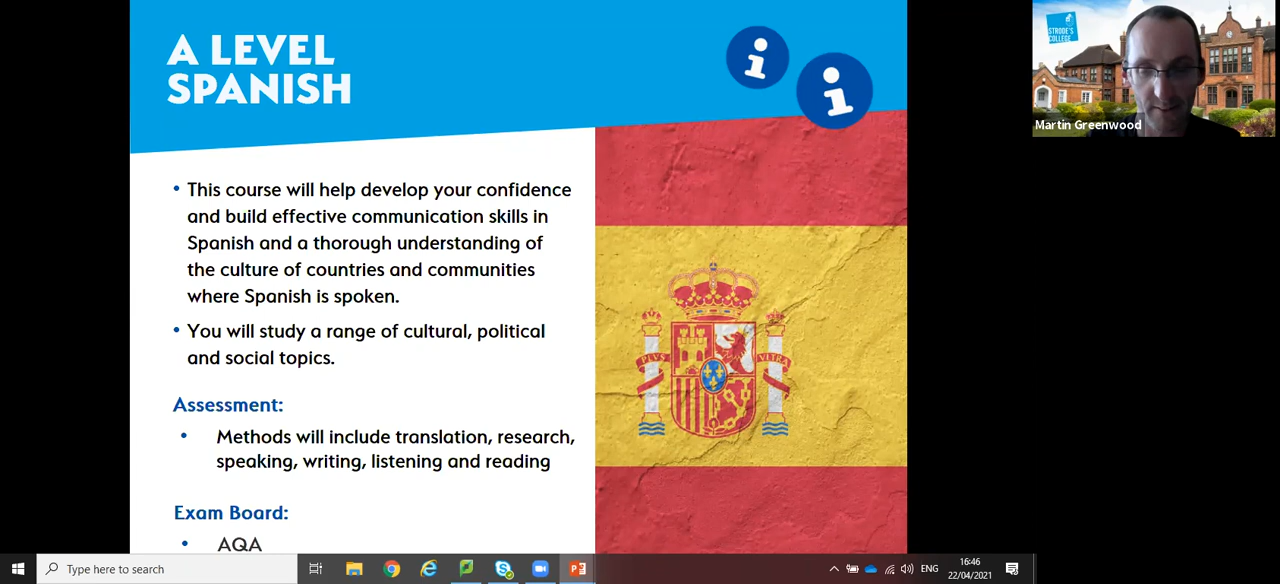 A LEVEL
SPANISH
• This course will help develop your confidence
and build effective communication skills in
Spanish and a thorough understanding of
the culture of countries and communities
where Spanish is spoken.
• You will study a range of cultural, political
and social topics.
Assessment:
• Methods will include translation, research,
speaking, writing, listening and reading
Exam Board:
• AQA
PLVS VLTRA
STRODE'S
COLLEGE
Martin Greenwood
Type here to search
ENG
16:46
22/04/2021